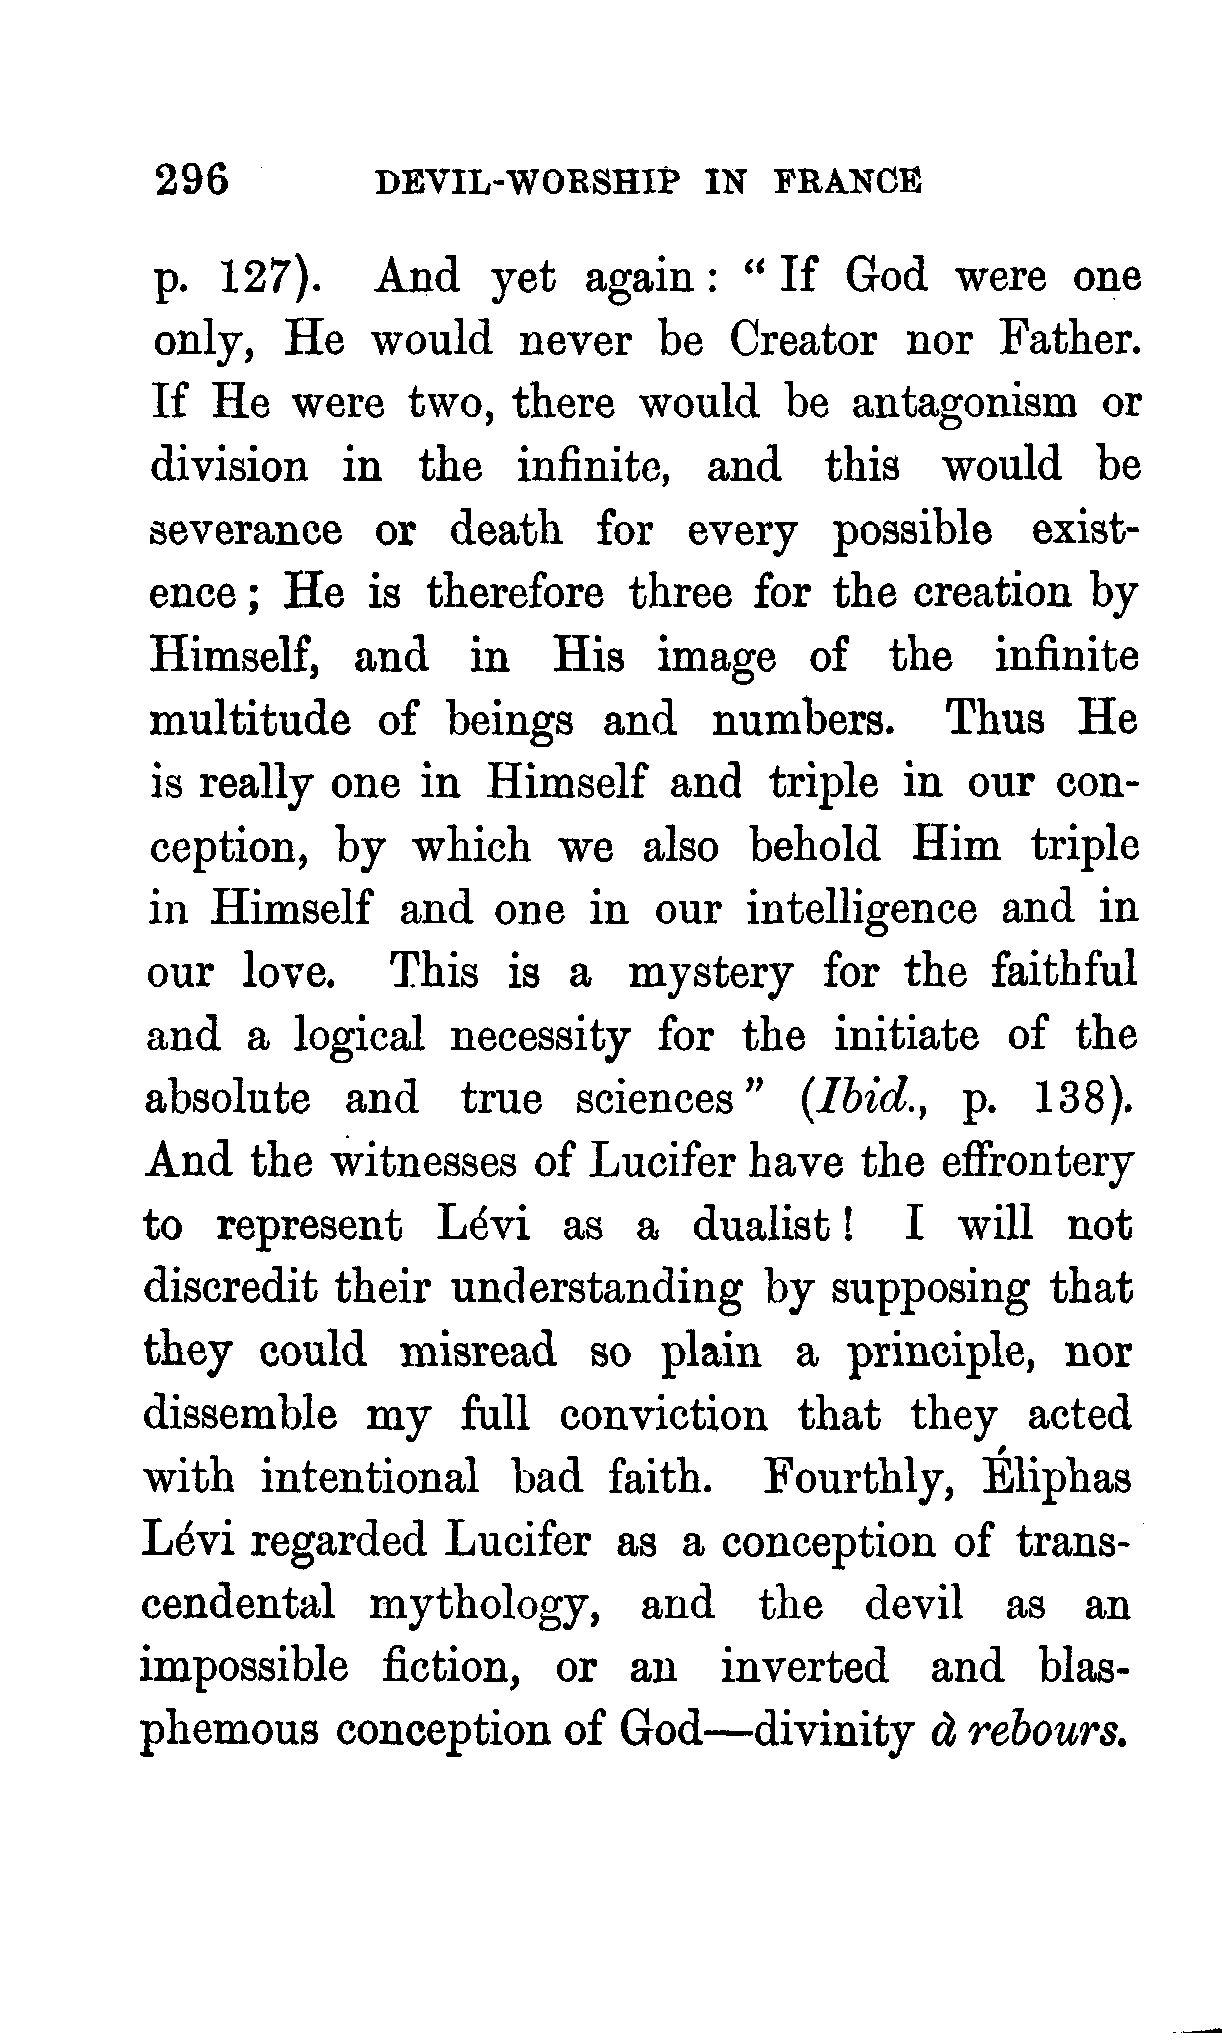 296 DEVIL-WORSHIP IN FRANCE
p. 127). And yet again : " If God were one
only, He would never be Creator nor Father.
If He were two, there would be antagonism or
division in the infinite, and this would be
severance or death for every possible exist-
ence ; He is therefore three for the creation by
Himself, and in His image of the infinite
multitude of beings and numbers. Thus He
is really one in Himself and triple in our con-
ception, by which we also behold Him triple
in Himself and one in our intelligence and in
our love. This is a mystery for the faithful
and a logical necessity for the initiate of the
absolute and true sciences" (Ibid., p. 138).
And the witnesses of Lucifer have the effrontery
to represent Lévi as a dualist ! I will not
discredit their understanding by supposing that
they could misread so plain a principle, nor
dissemble my full conviction that they acted
with intentional bad faith. Fourthly, Éliphas
Lévi regarded Lucifer as a conception of trans-
cendental mythology, and the devil as an
impossible fiction, or an inverted and blas-
phemous conception of God—divinity à rebours.